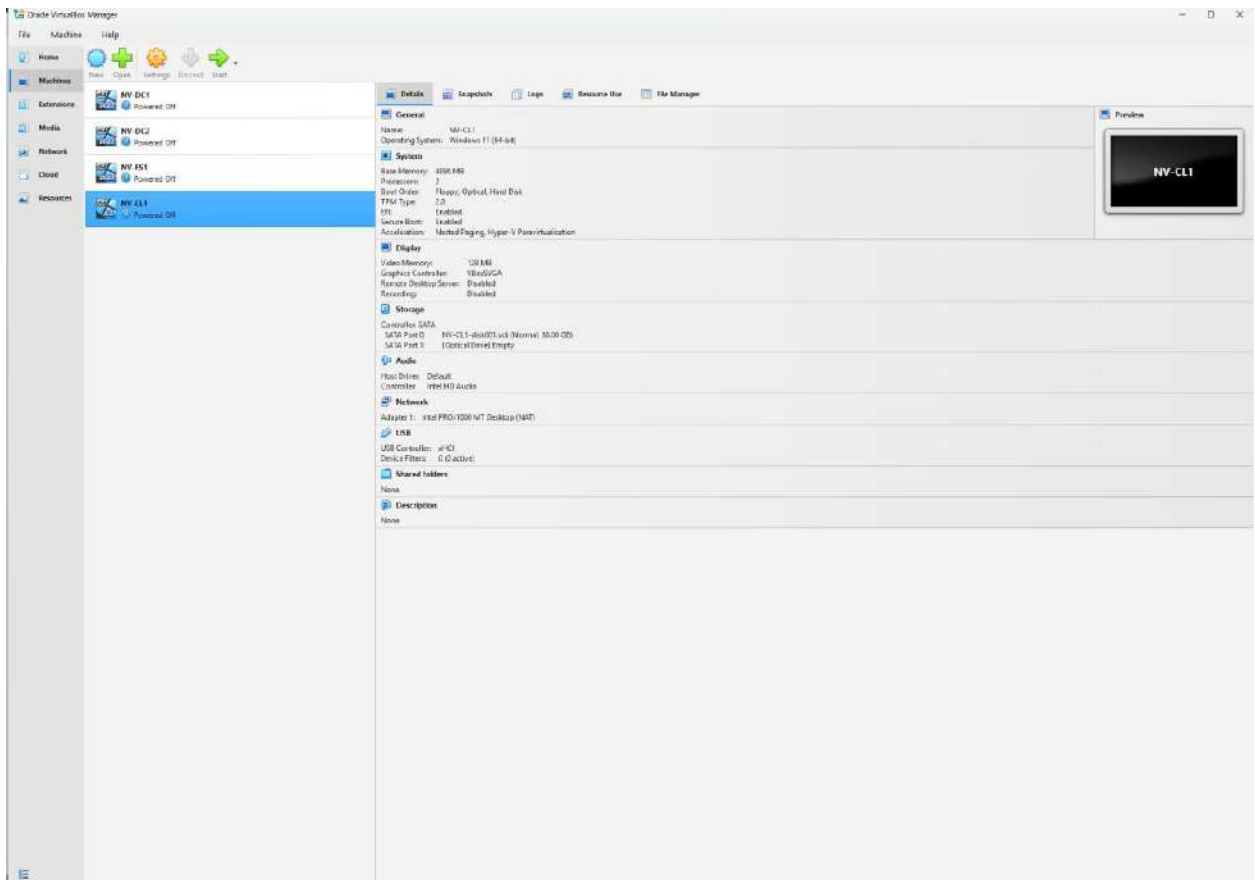 Oracle VirtualBox Manager
File Machine Help
Home
Machines
Extensions
Media
Network
Cloud
Resources
New Open Settings Discard Start
NV-DC1
Powered Off
NV-DC2
Powered Off
NV-FS1
Powered Off
NV-CL1
Powered Off
Details Snapshots Logs Resource Use File Manager
General
Name: NV-CL1
Operating System: Windows 11 (64-bit)
System
Base Memory: 4096 MB
Processors: 2
Boot Order: Floppy, Optical, Hard Disk
TPM Type: 2.0
EFI: Enabled
Secure Boot: Enabled
Acceleration: Nested Paging, Hyper-V Paravirtualization
Display
Video Memory: 128 MB
Graphics Controller: VBoxSVGA
Remote Desktop Server: Disabled
Recording: Disabled
Storage
Controller: SATA
SATA Port 0: NV-CL1-disk001.vdi (Normal, GB)
SATA Port 1: [Optical Drive] Empty
Audio
Host Driver: Default
Controller: Intel HD Audio
Network
Adapter 1: Intel PRO/1000 MT Desktop (NAT)
USB
USB Controller: xHCI
Device Filters: 0 (0 active)
Shared folders
None
Description
None
Preview
NV-CL1